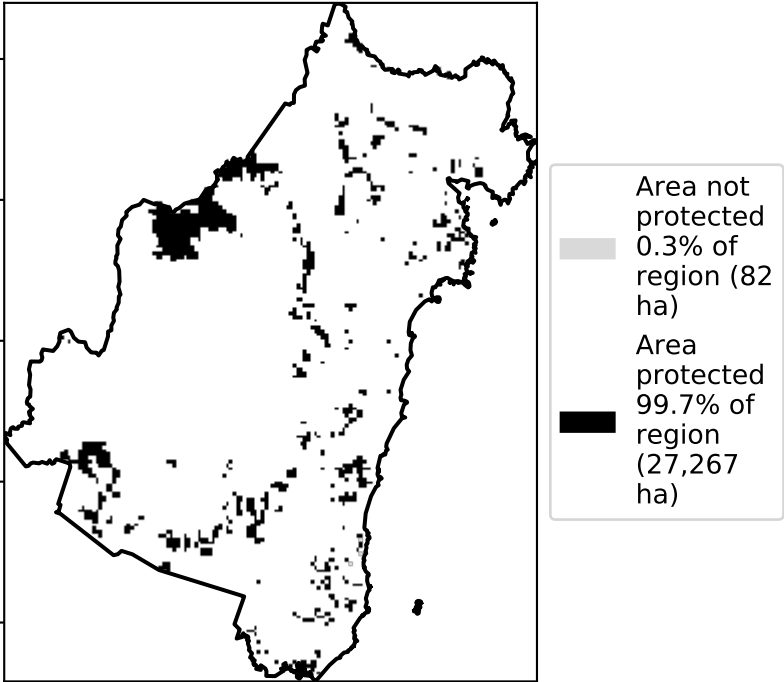 Area not
protected
0.3% of
region (82
ha)
Area
protected
99.7% of
region
(27,267
ha)